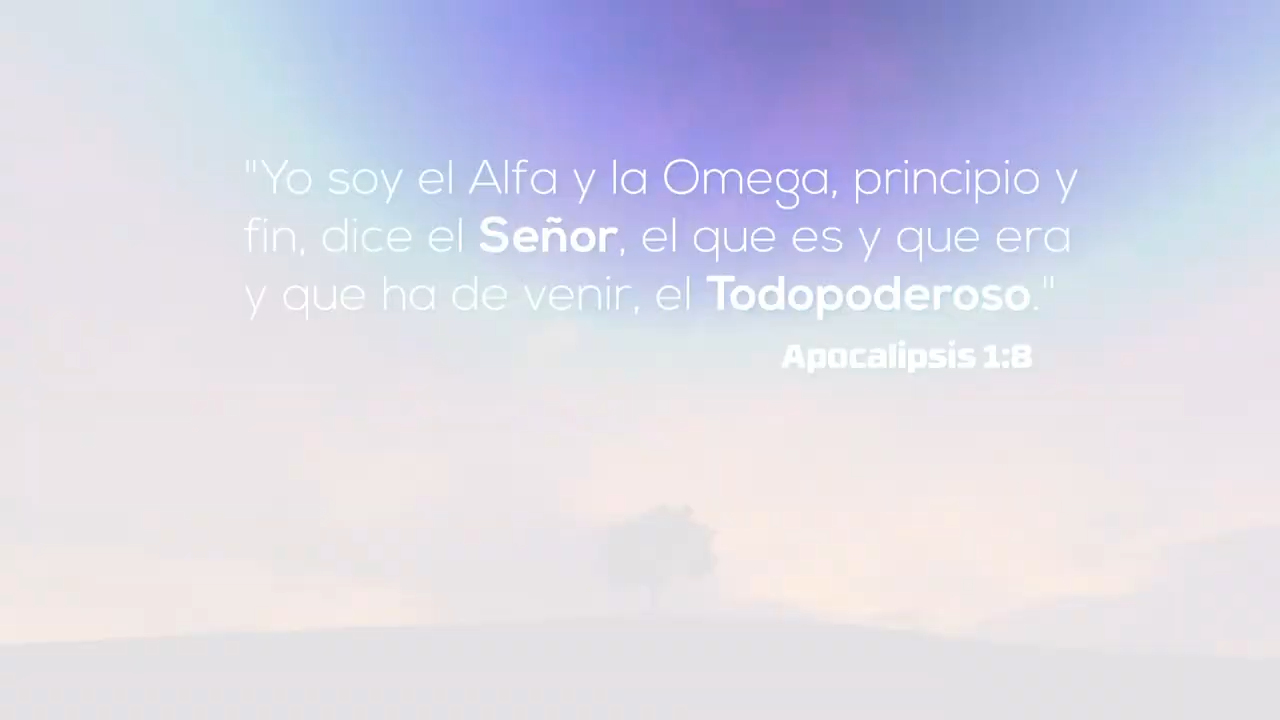 "Yo soy el Alfa y la Omega, principio y
fin, dice el Señor, el que es y que era
y que ha de venir, el Todopoderoso."
Apocalipsis 1:8